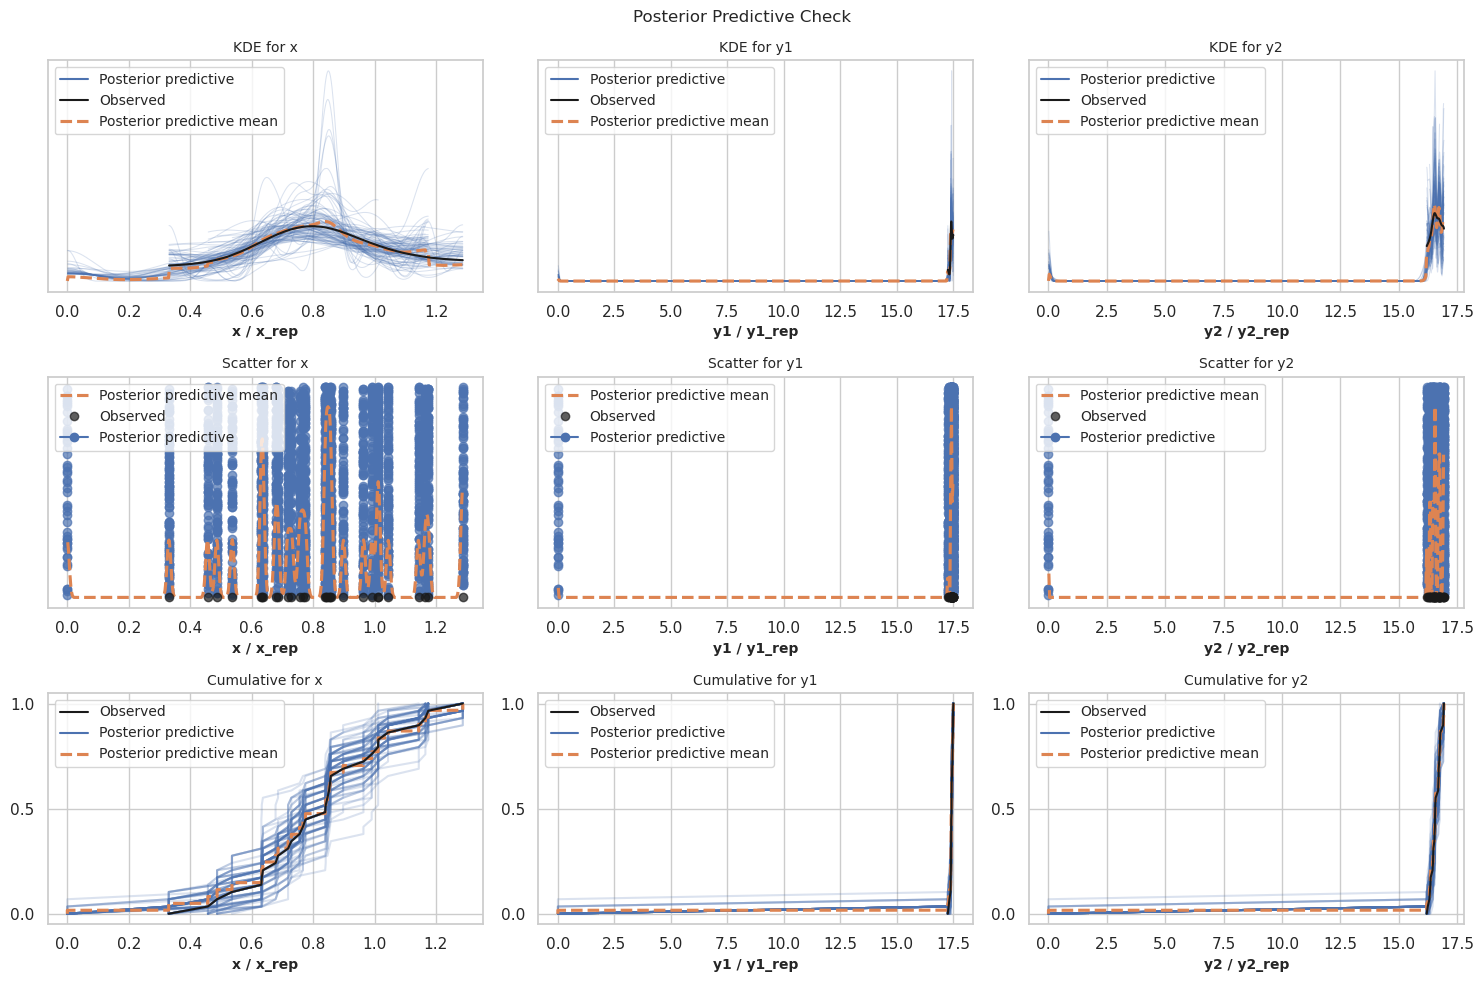 Posterior Predictive Check
KDE for x
Posterior predictive
Observed
Posterior predictive mean
0.0 0.2 0.4 0.6 0.8 1.0 1.2
x / x_rep
KDE for y1
Posterior predictive
Observed
Posterior predictive mean
0.0 2.5 5.0 7.5 10.0 12.5 15.0 17.5
y1 / y1_rep
KDE for y2
Posterior predictive
Observed
Posterior predictive mean
0.0 2.5 5.0 7.5 10.0 12.5 15.0 17.5
y2 / y2_rep
Scatter for x
Posterior predictive mean
Observed
Posterior predictive
0.0 0.2 0.4 0.6 0.8 1.0 1.2
x / x_rep
Scatter for y1
Posterior predictive mean
Observed
Posterior predictive
0.0 2.5 5.0 7.5 10.0 12.5 15.0 17.5
y1 / y1_rep
Scatter for y2
Posterior predictive mean
Observed
Posterior predictive
0.0 2.5 5.0 7.5 10.0 12.5 15.0 17.5
y2 / y2_rep
Cumulative for x
1.0
0.5
0.0
Observed
Posterior predictive
Posterior predictive mean
0.0 0.2 0.4 0.6 0.8 1.0 1.2
x / x_rep
Cumulative for y1
1.0
0.5
0.0
Observed
Posterior predictive
Posterior predictive mean
0.0 2.5 5.0 7.5 10.0 12.5 15.0 17.5
y1 / y1_rep
Cumulative for y2
1.0
0.5
0.0
Observed
Posterior predictive
Posterior predictive mean
0.0 2.5 5.0 7.5 10.0 12.5 15.0 17.5
y2 / y2_rep